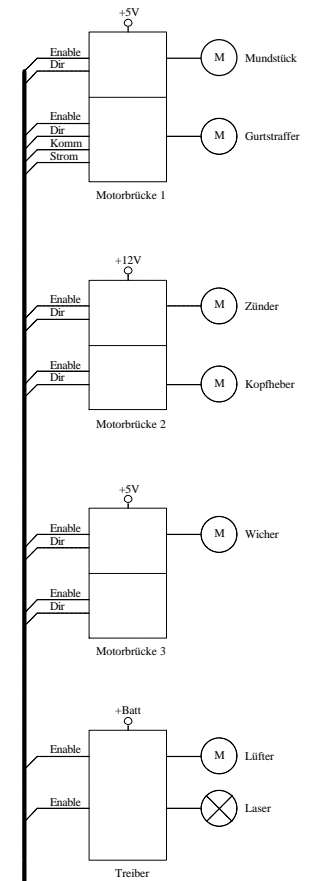 +5V
Enable
Dir
M
Mundstück
Enable
Dir
Komm
Strom
M
Gurtstraffer
Motorbrücke 1
+12V
Enable
Dir
M
Zünder
Enable
Dir
M
Kopfheber
Motorbrücke 2
+5V
Enable
Dir
M
Wicher
Enable
Dir
Motorbrücke 3
+Batt
Enable
M
Lüfter
Enable
Laser
Treiber